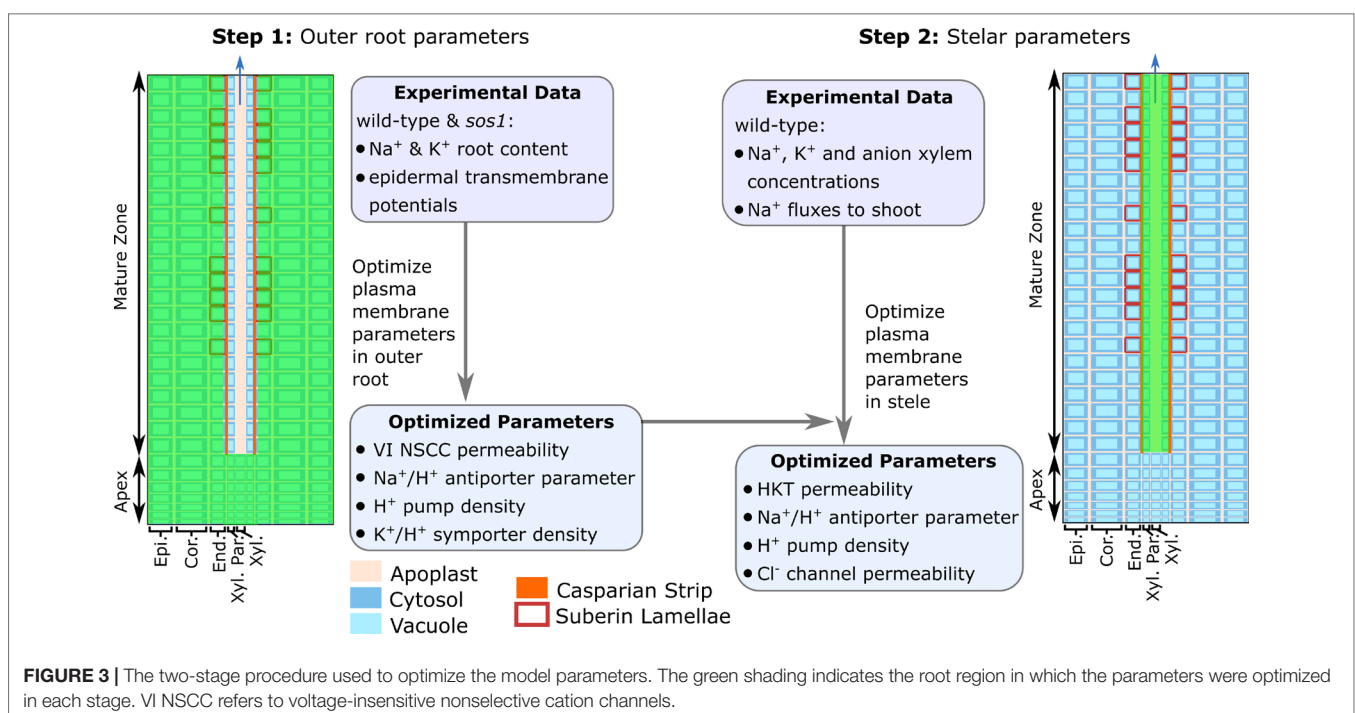 Step 1: Outer root parameters
Mature Zone
Apex
Epi.
Cor.
End.
Xyl. Par.
Xyl.
Experimental Data
wild-type & sos1:
● Na⁺ & K⁺ root content
● epidermal transmembrane
potentials
Optimize
plasma
membrane
parameters
in outer
root
Optimized Parameters
● VI NSCC permeability
● Na⁺/H⁺ antiporter parameter
● H⁺ pump density
● K⁺/H⁺ symporter density
Apoplast
Cytosol
Vacuole
Casparian Strip
Suberin Lamellae
Step 2: Stelar parameters
Experimental Data
wild-type:
● Na⁺, K⁺ and anion xylem
concentrations
● Na⁺ fluxes to shoot
Optimize
plasma
membrane
parameters
in stele
Optimized Parameters
● HKT permeability
● Na⁺/H⁺ antiporter parameter
● H⁺ pump density
● Cl⁻ channel permeability
Mature Zone
Apex
Epi.
Cor.
End.
Xyl. Par.
Xyl.
FIGURE 3 | The two-stage procedure used to optimize the model parameters. The green shading indicates the root region in which the parameters were optimized
in each stage. VI NSCC refers to voltage-insensitive nonselective cation channels.